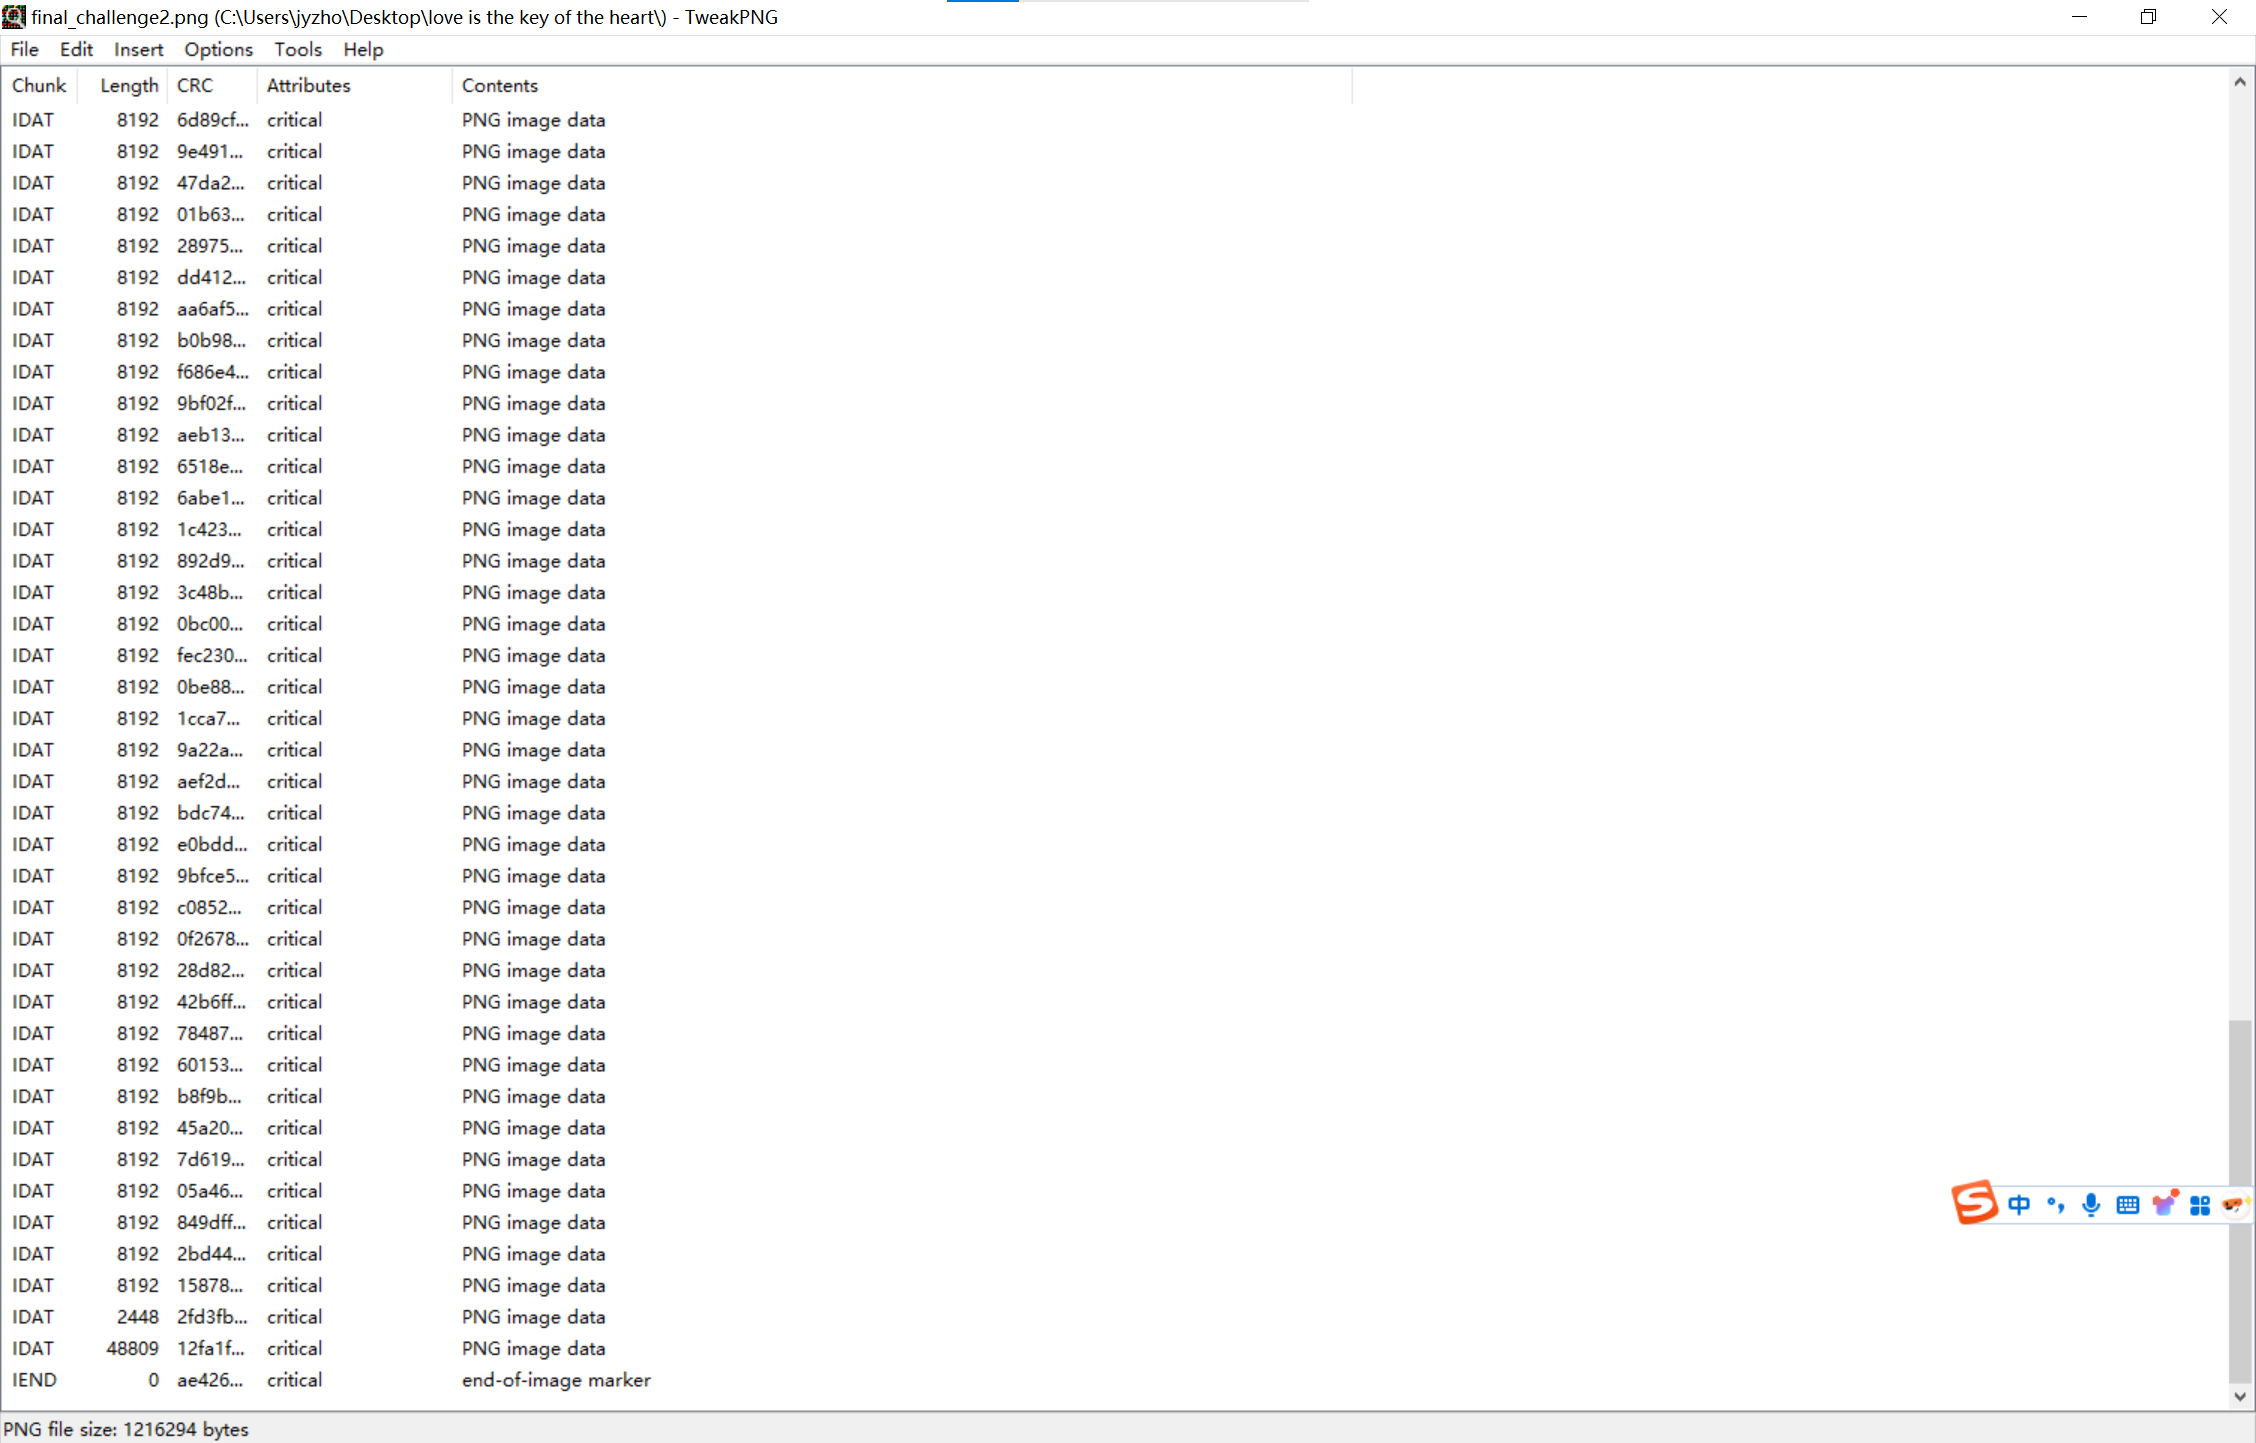 final_challenge2.png (C:\Users\jyzho\Desktop\love is the key of the heart\) - TweakPNG
File Edit Insert Options Tools Help
Chunk Length CRC Attributes Contents
IDAT 8192 6d89cf... critical PNG image data
IDAT 8192 9e491... critical PNG image data
IDAT 8192 47da2... critical PNG image data
IDAT 8192 01b63... critical PNG image data
IDAT 8192 28975... critical PNG image data
IDAT 8192 dd412... critical PNG image data
IDAT 8192 aa6af5... critical PNG image data
IDAT 8192 b0b98... critical PNG image data
IDAT 8192 f686e4... critical PNG image data
IDAT 8192 9bf02f... critical PNG image data
IDAT 8192 aeb13... critical PNG image data
IDAT 8192 6518e... critical PNG image data
IDAT 8192 6abe1... critical PNG image data
IDAT 8192 1c423... critical PNG image data
IDAT 8192 892d9... critical PNG image data
IDAT 8192 3c48b... critical PNG image data
IDAT 8192 0bc00... critical PNG image data
IDAT 8192 fec230... critical PNG image data
IDAT 8192 0be88... critical PNG image data
IDAT 8192 1cca7... critical PNG image data
IDAT 8192 9a22a... critical PNG image data
IDAT 8192 aef2d... critical PNG image data
IDAT 8192 bdc74... critical PNG image data
IDAT 8192 e0bdd... critical PNG image data
IDAT 8192 9bfce5... critical PNG image data
IDAT 8192 c0852... critical PNG image data
IDAT 8192 0f2678... critical PNG image data
IDAT 8192 28d82... critical PNG image data
IDAT 8192 42b6ff... critical PNG image data
IDAT 8192 78487... critical PNG image data
IDAT 8192 60153... critical PNG image data
IDAT 8192 b8f9b... critical PNG image data
IDAT 8192 45a20... critical PNG image data
IDAT 8192 7d619... critical PNG image data
IDAT 8192 05a46... critical PNG image data
IDAT 8192 849dff... critical PNG image data
IDAT 8192 2bd44... critical PNG image data
IDAT 8192 15878... critical PNG image data
IDAT 2448 2fd3fb... critical PNG image data
IDAT 48809 12fa1f... critical PNG image data
IEND 0 ae426... critical end-of-image marker
中
PNG file size: 1216294 bytes